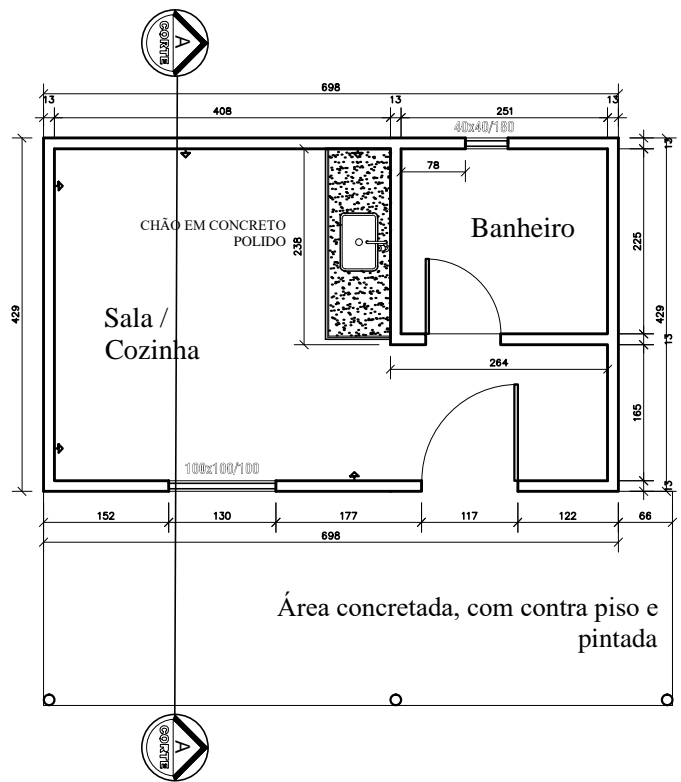 CORTE
A
698
13
408
13
251
13
40x40/180
13
78
CHÃO EM CONCRETO
POLIDO
238
Banheiro
225
429
429
Sala /
Cozinha
13
264
165
100x100/100
13
152
130
177
117
122
66
698
Área concretada, com contra piso e
pintada
CORTE
A